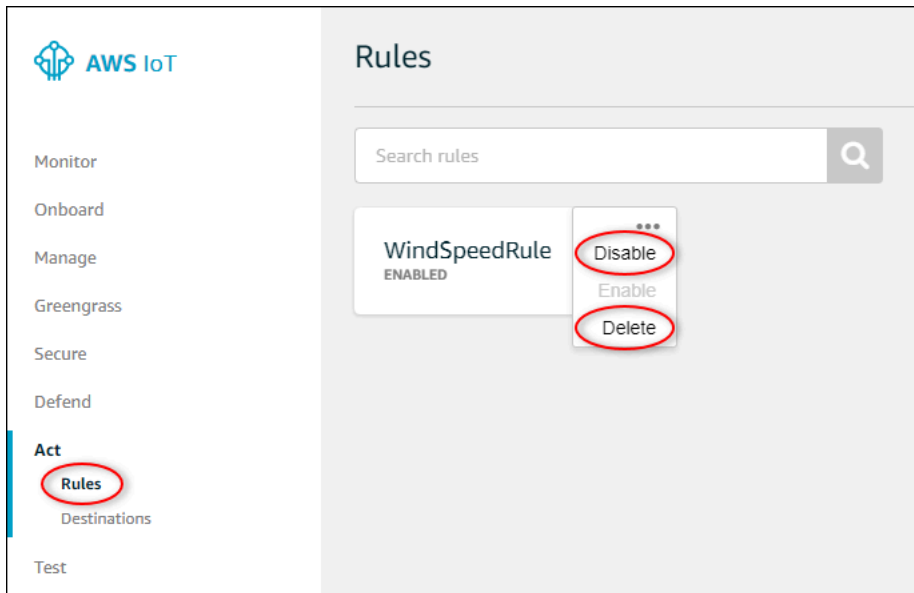 AWS IoT
Monitor
Onboard
Manage
Greengrass
Secure
Defend
Act
Rules
Destinations
Test
Rules
Search rules
WindSpeedRule
ENABLED
Disable
Enable
Delete